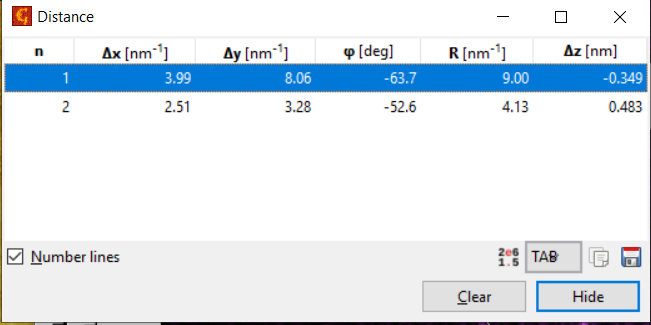 Distance
n Δx [nm⁻¹] Δy [nm⁻¹] φ [deg] R [nm⁻¹] Δz [nm]
1 3.99 8.06 -63.7 9.00 -0.349
2 2.51 3.28 -52.6 4.13 0.483
Number lines 2e6 1.5 TAB
Clear Hide